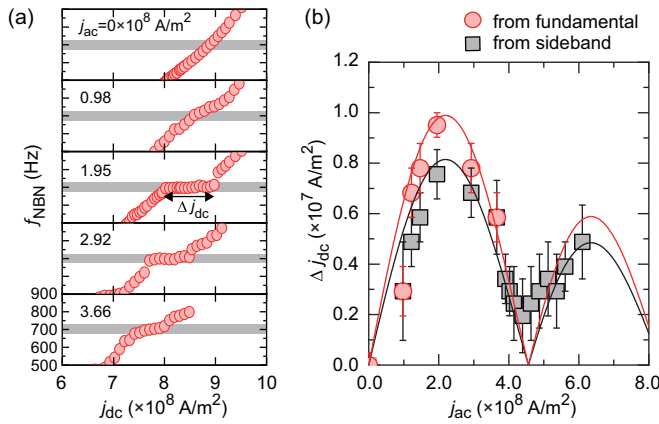 (a)
j_ac=0×10^8 A/m^2
0.98
1.95
Δ j_dc
2.92
3.66
f_NBN (Hz)
900
800
700
600
500
6 7 8 9 10
j_dc (×10^8 A/m^2)
(b)
from fundamental
from sideband
1.2
1.0
0.8
0.6
0.4
0.2
0.0
Δ j_dc (×10^7 A/m^2)
0.0 2.0 4.0 6.0 8.0
j_ac (×10^8 A/m^2)